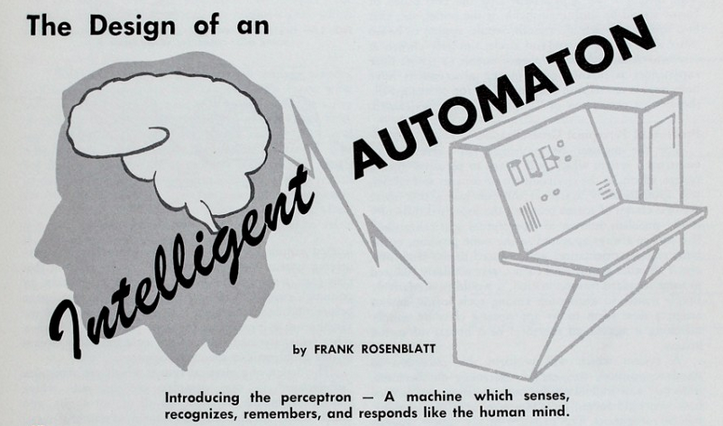 The Design of an
Intelligent
AUTOMATON
by FRANK ROSENBLATT
Introducing the perceptron — A machine which senses,
recognizes, remembers, and responds like the human mind.